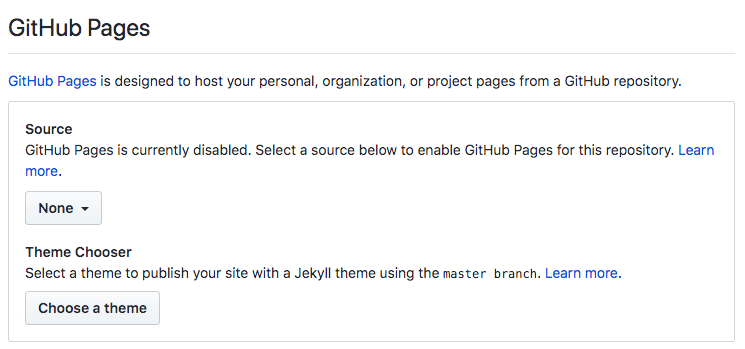 GitHub Pages
GitHub Pages is designed to host your personal, organization, or project pages from a GitHub repository.
Source
GitHub Pages is currently disabled. Select a source below to enable GitHub Pages for this repository. Learn
more.
None
Theme Chooser
Select a theme to publish your site with a Jekyll theme using the master branch. Learn more.
Choose a theme